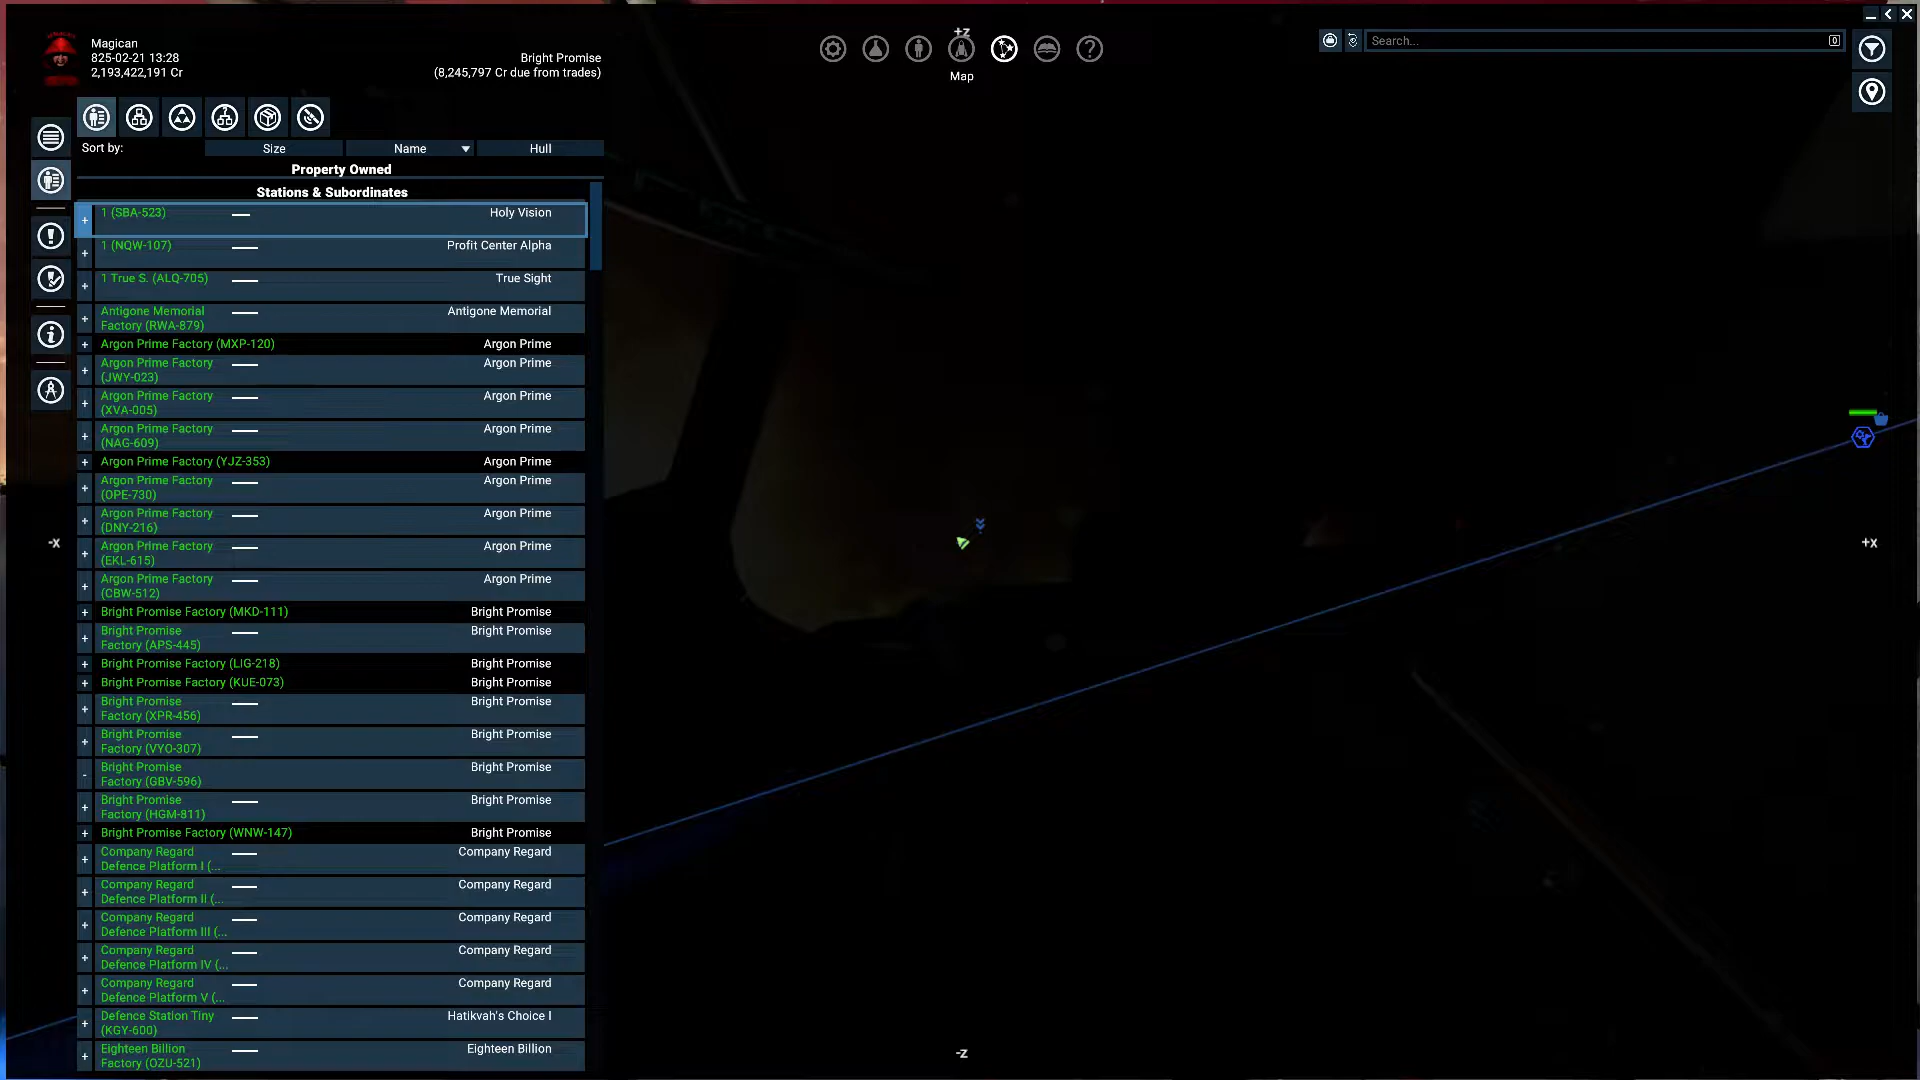 Magican
825-02-21 13:28
2,193,422,191 Cr
Bright Promise
(8,245,797 Cr due from trades)
+Z
Map
Search...
0
Sort by:
Size
Name
Hull
Property Owned
Stations & Subordinates
+ 1 (SBA-523) Holy Vision
+ 1 (NQW-107) Profit Center Alpha
+ 1 True S. (ALQ-705) True Sight
Antigone Memorial Antigone Memorial
+ Factory (RWA-879)
+ Argon Prime Factory (MXP-120) Argon Prime
Argon Prime Factory Argon Prime
+ (JWY-023)
Argon Prime Factory Argon Prime
+ (XVA-005)
Argon Prime Factory Argon Prime
+ (NAG-609)
+ Argon Prime Factory (YJZ-353) Argon Prime
Argon Prime Factory Argon Prime
+ (OPE-730)
Argon Prime Factory Argon Prime
+ (DNY-216)
Argon Prime Factory Argon Prime
+ (EKL-615)
Argon Prime Factory Argon Prime
+ (CBW-512)
+ Bright Promise Factory (MKD-111) Bright Promise
Bright Promise Bright Promise
+ Factory (APS-445)
+ Bright Promise Factory (LIG-218) Bright Promise
+ Bright Promise Factory (KUE-073) Bright Promise
Bright Promise Bright Promise
+ Factory (XPR-456)
Bright Promise Bright Promise
+ Factory (VYO-307)
Bright Promise Bright Promise
- Factory (GBV-596)
Bright Promise Bright Promise
+ Factory (HGM-811)
+ Bright Promise Factory (WNW-147) Bright Promise
Company Regard Company Regard
+ Defence Platform I (...
Company Regard Company Regard
+ Defence Platform II (...
Company Regard Company Regard
+ Defence Platform III (...
Company Regard Company Regard
+ Defence Platform IV (...
Company Regard Company Regard
+ Defence Platform V (...
Defence Station Tiny Hatikvah's Choice I
+ (KGY-600)
Eighteen Billion Eighteen Billion
+ Factory (OZU-521)
-X
+X
-Z